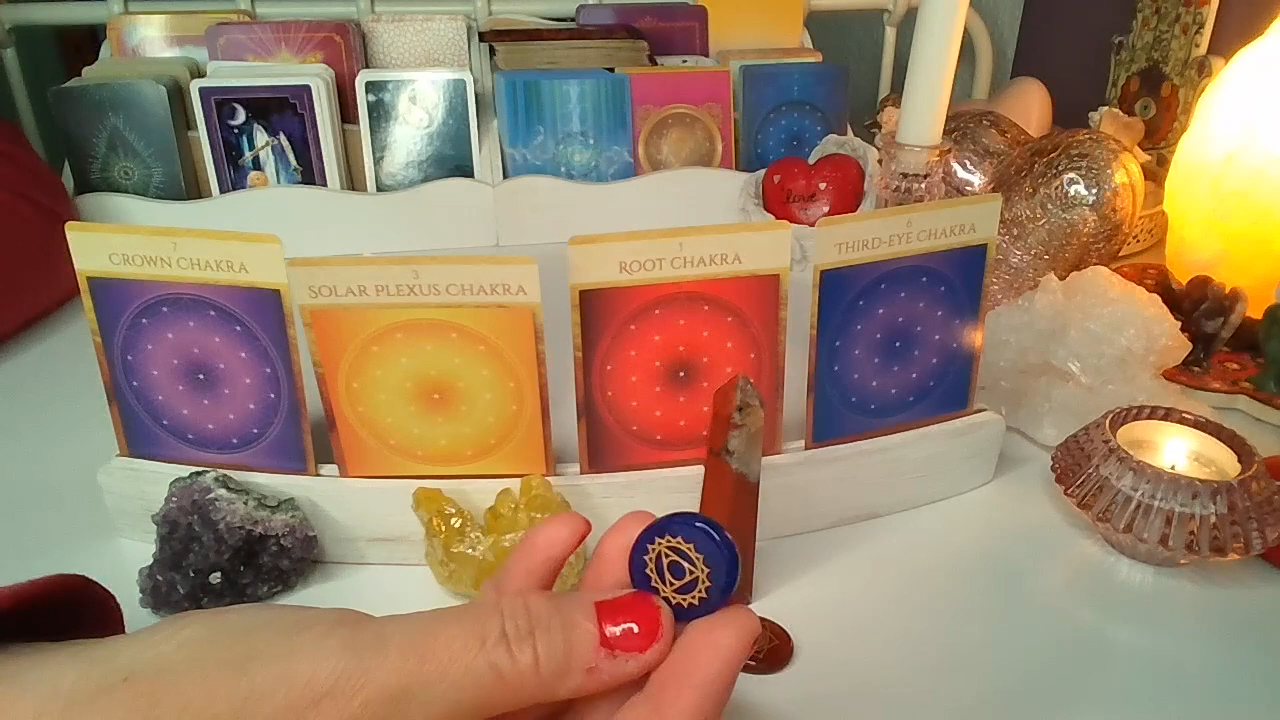 love
7
CROWN CHAKRA
3
SOLAR PLEXUS CHAKRA
1
ROOT CHAKRA
6
THIRD-EYE CHAKRA